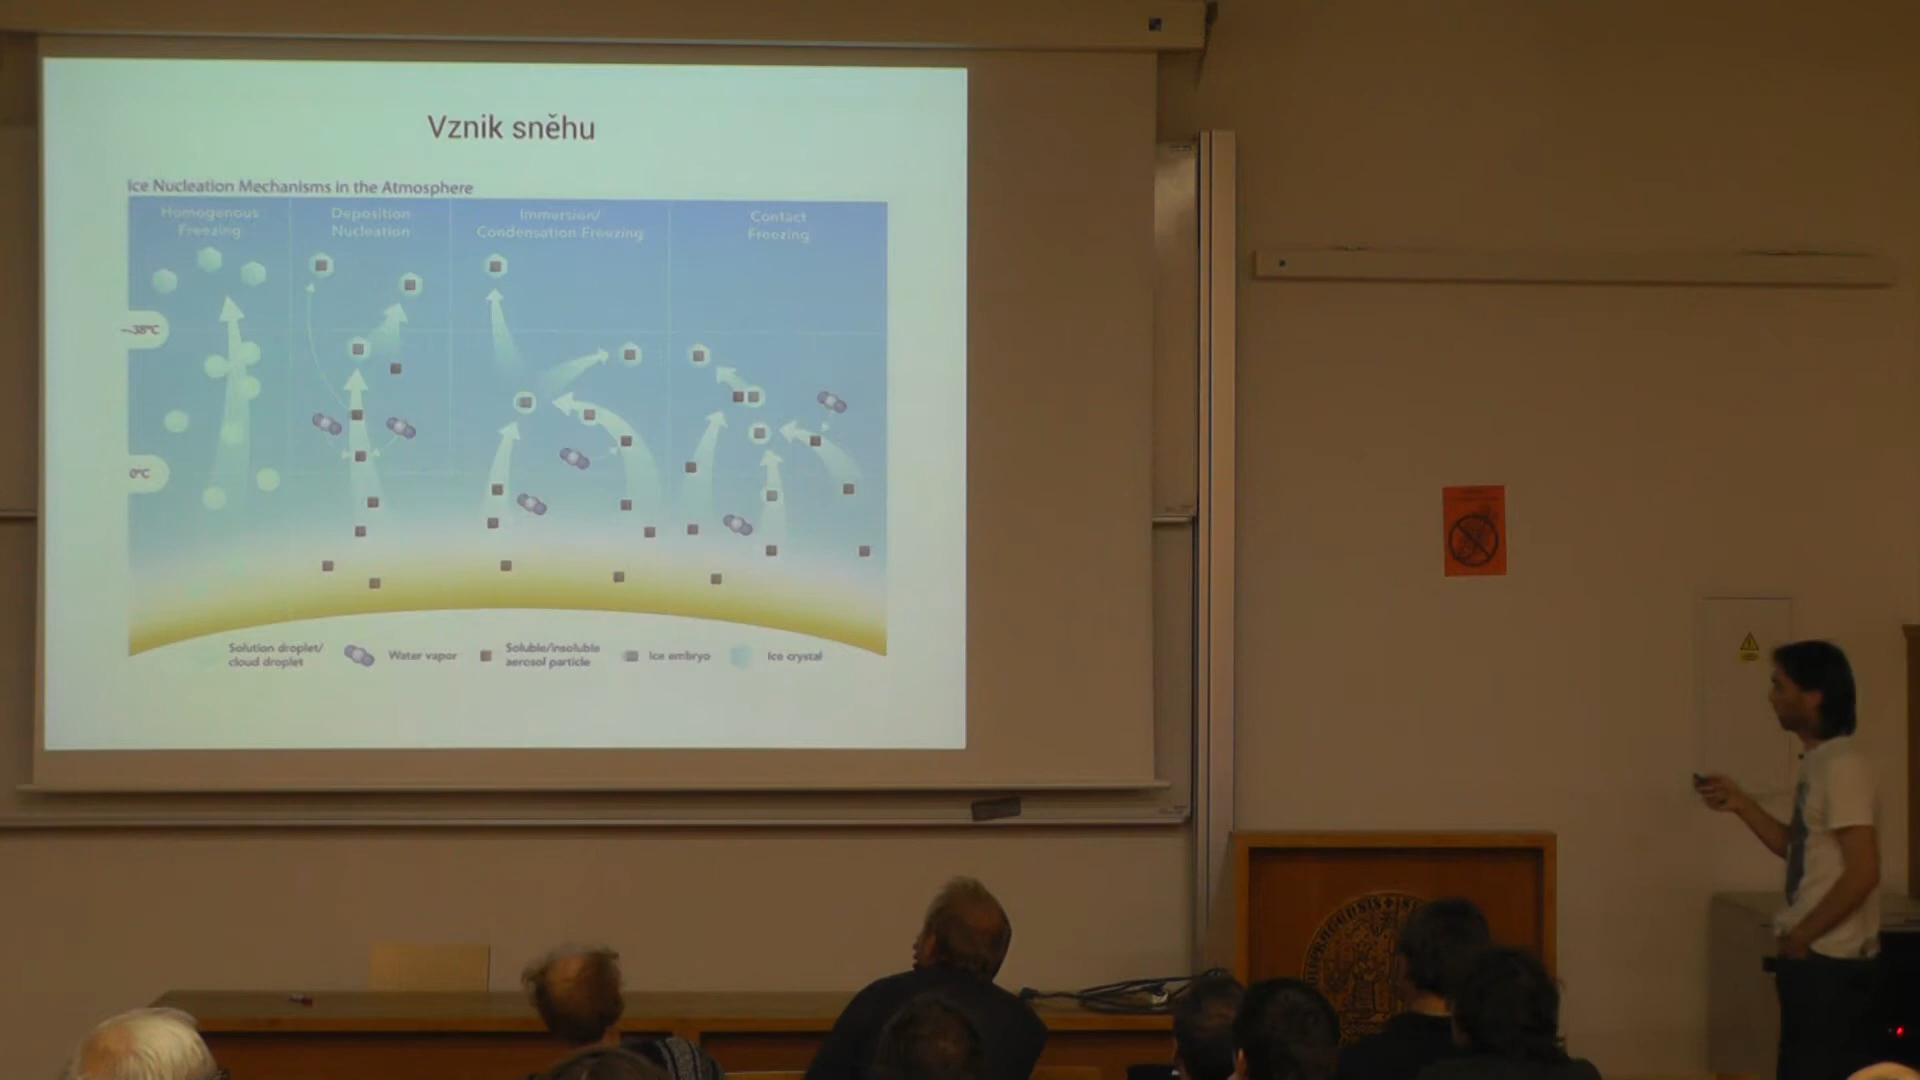 Vznik sněhu
Ice Nucleation Mechanisms in the Atmosphere
Homogenous
Freezing
Deposition
Nucleation
Immersion/
Condensation Freezing
Contact
Freezing
−38°C
0°C
Solution droplet/
cloud droplet
Water vapor
Soluble/insoluble
aerosol particle
Ice embryo
Ice crystal